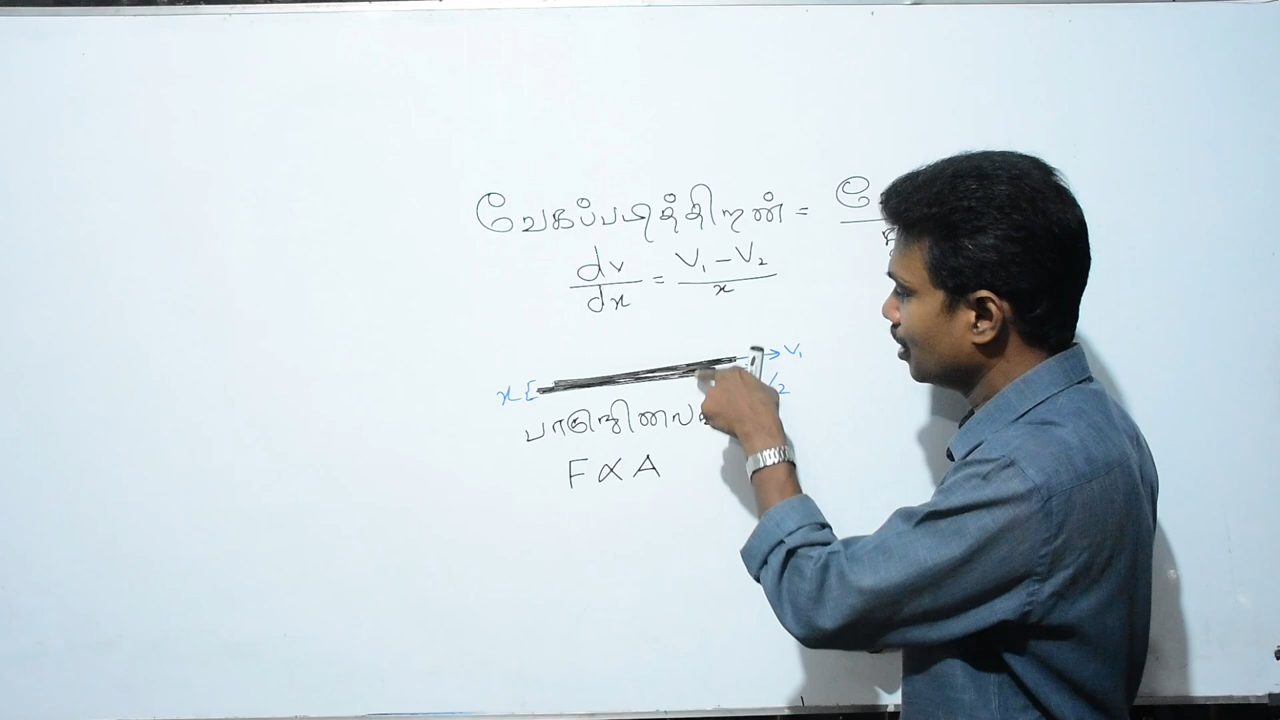 வேகப்படித்திறன் =
dv/dx = V₁ - V₂/x
V₁
x
F ∝ A